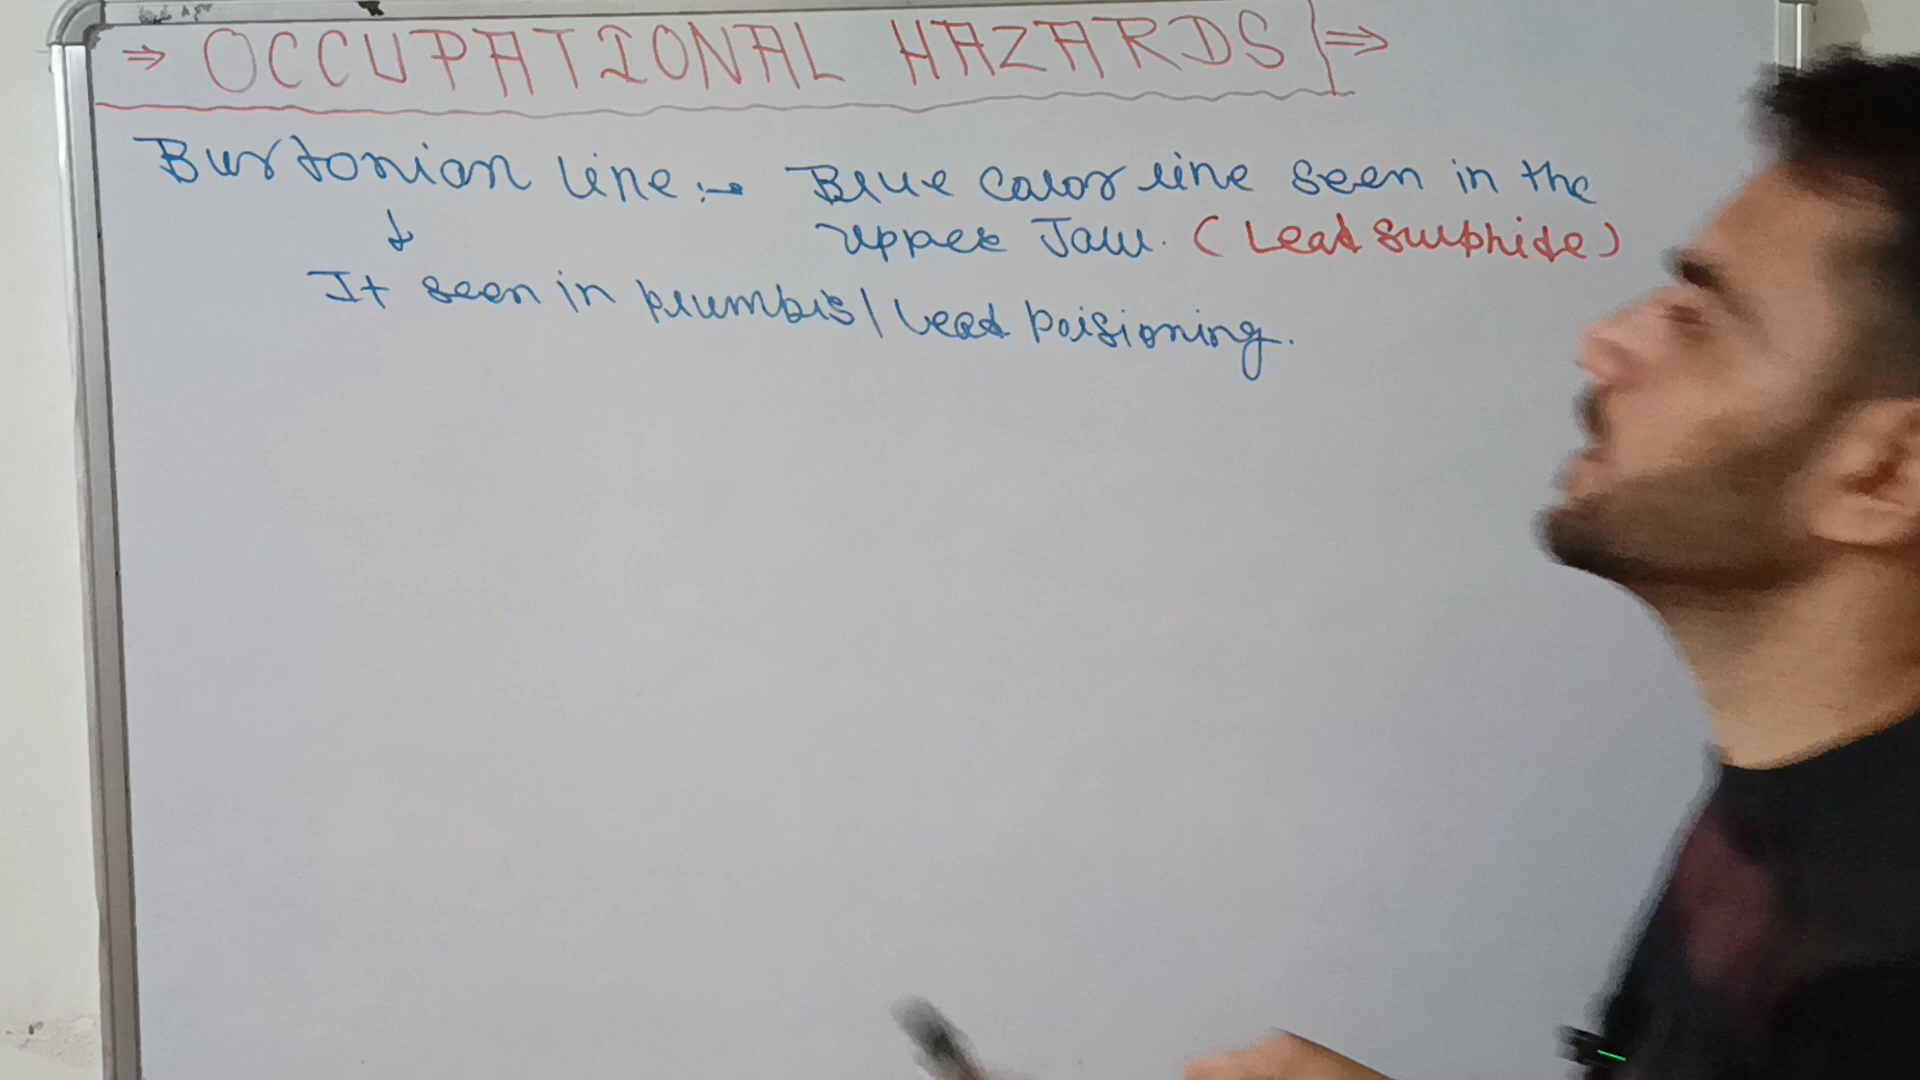 ⇒ OCCUPATIONAL HAZARDS ⇒
Burtonian line :→ Blue color line seen in the
upper Jaw. (Lead sulphide)
↓
It seen in plumbis/ Lead Poisioning.